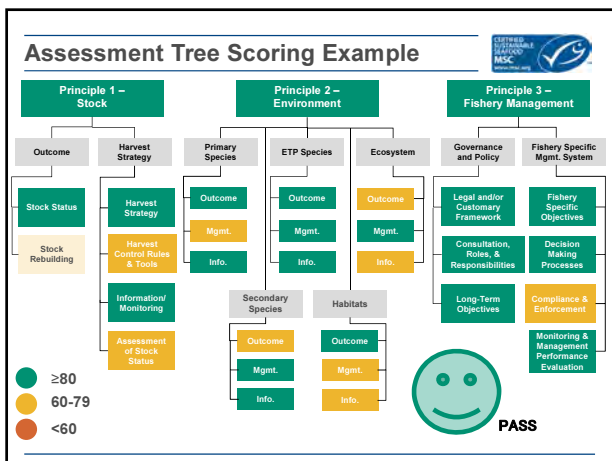 Assessment Tree Scoring Example
CERTIFIED
SUSTAINABLE
SEAFOOD
MSC
www.msc.org
Principle 1 –
Stock
Principle 2 –
Environment
Principle 3 –
Fishery Management
Outcome
Harvest
Strategy
Primary
Species
ETP Species
Ecosystem
Governance
and Policy
Fishery Specific
Mgmt. System
Stock Status
Stock
Rebuilding
Harvest
Strategy
Harvest
Control Rules
& Tools
Information/
Monitoring
Assessment
of Stock
Status
Outcome
Mgmt.
Info.
Outcome
Mgmt.
Info.
Outcome
Mgmt.
Info.
Secondary
Species
Outcome
Mgmt.
Info.
Habitats
Outcome
Mgmt.
Info.
Legal and/or
Customary
Framework
Consultation,
Roles, &
Responsibilities
Long-Term
Objectives
Fishery
Specific
Objectives
Decision
Making
Processes
Compliance &
Enforcement
Monitoring &
Management
Performance
Evaluation
≥80
60-79
<60
PASS